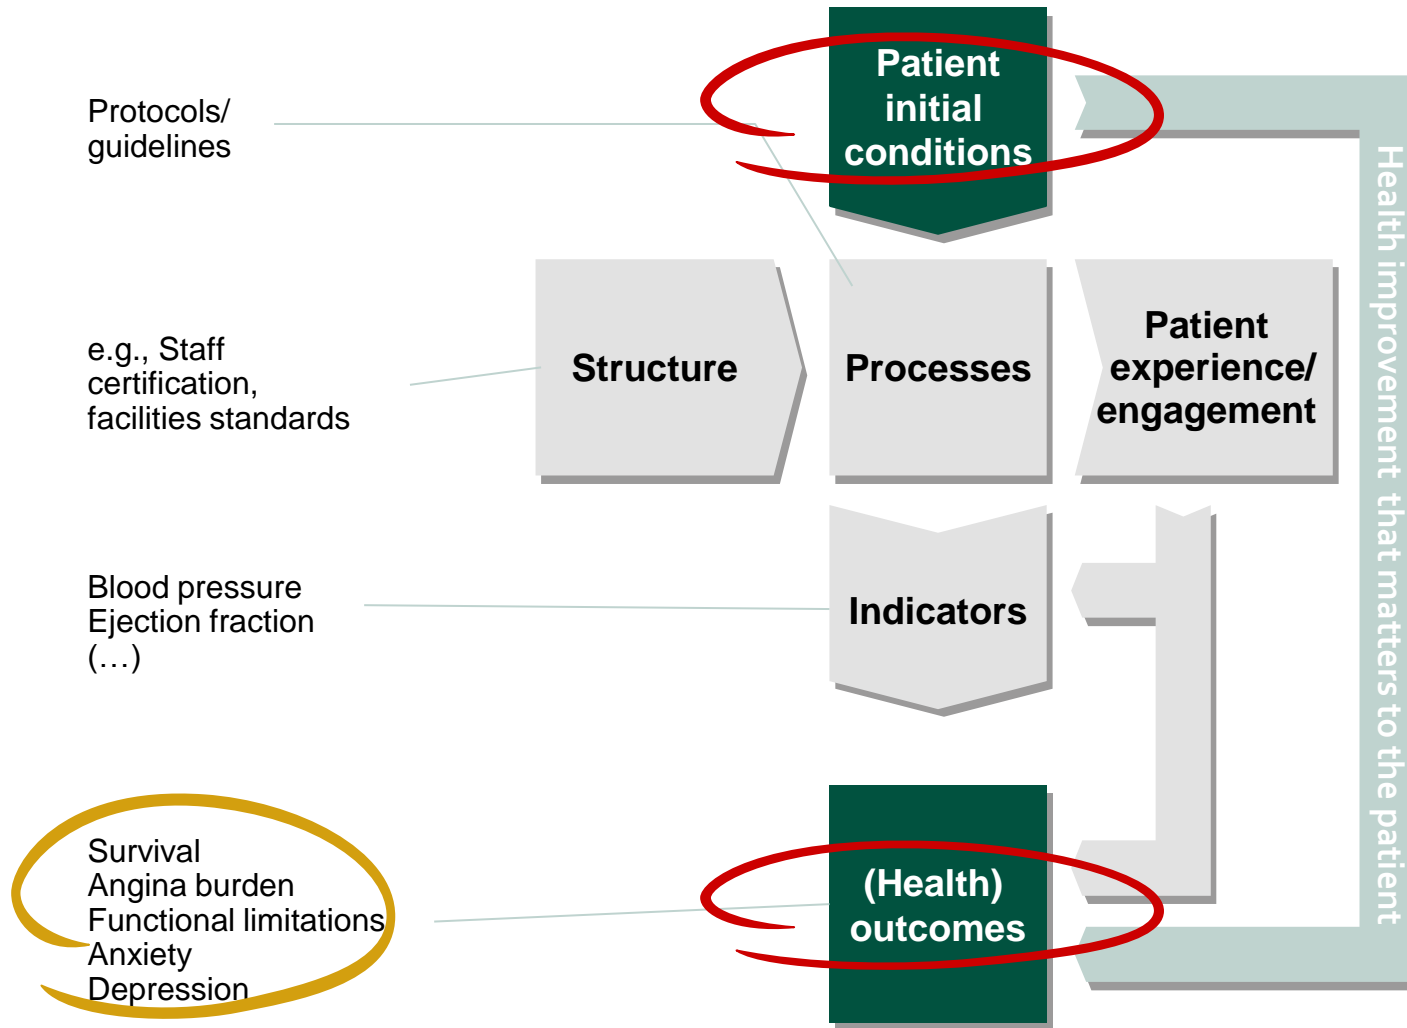 Patient
initial
conditions
Protocols/
guidelines
Structure
Processes
Patient
experience/
engagement
e.g., Staff
certification,
facilities standards
Indicators
Blood pressure
Ejection fraction
(…)
(Health)
outcomes
Survival
Angina burden
Functional limitations
Anxiety
Depression
Health improvement that matters to the patient